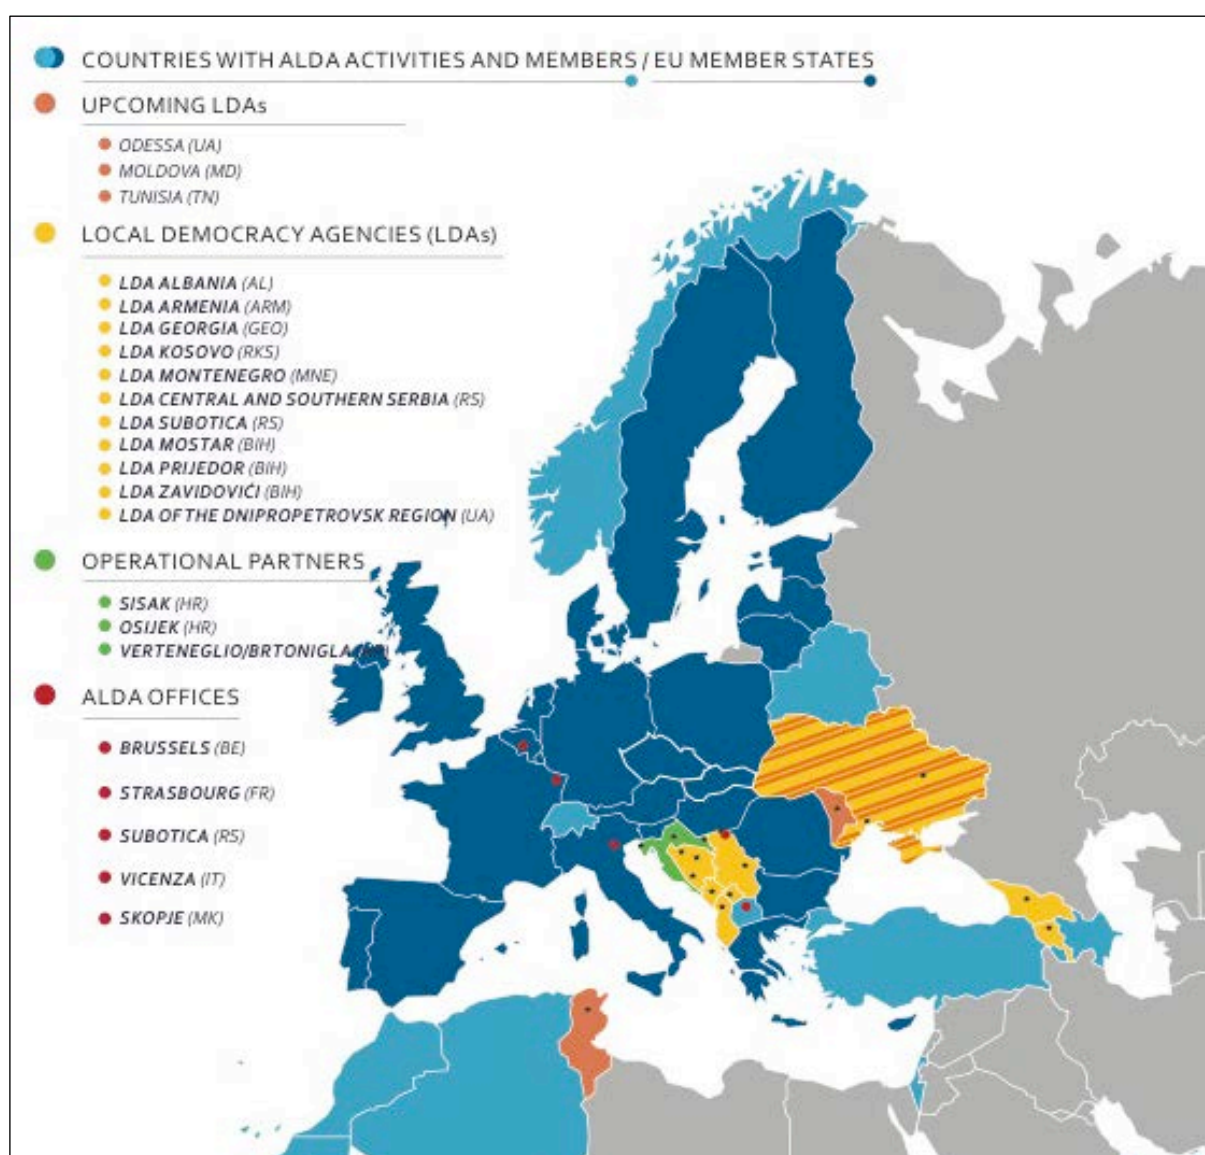 COUNTRIES WITH ALDA ACTIVITIES AND MEMBERS / EU MEMBER STATES
UPCOMING LDAs
ODESSA (UA)
MOLDOVA (MD)
TUNISIA (TN)
LOCAL DEMOCRACY AGENCIES (LDAs)
LDA ALBANIA (AL)
LDA ARMENIA (ARM)
LDA GEORGIA (GEO)
LDA KOSOVO (RKS)
LDA MONTENEGRO (MNE)
LDA CENTRAL AND SOUTHERN SERBIA (RS)
LDA SUBOTICA (RS)
LDA MOSTAR (BIH)
LDA PRIJEDOR (BIH)
LDA ZAVIDOVIĆI (BIH)
LDA OF THE DNIPROPETROVSK REGION (UA)
OPERATIONAL PARTNERS
SISAK (HR)
OSIJEK (HR)
VERTENEGLIO/BRTONIGLA
ALDA OFFICES
BRUSSELS (BE)
STRASBOURG (FR)
SUBOTICA (RS)
VICENZA (IT)
SKOPJE (MK)